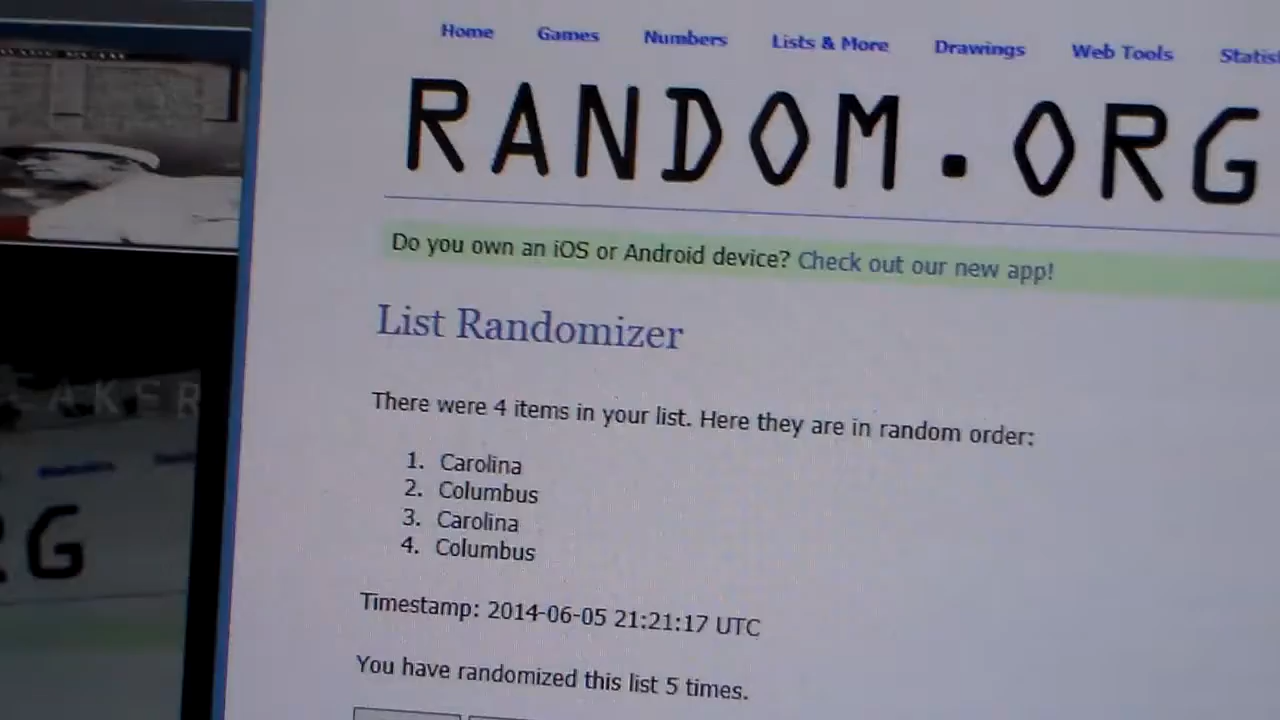 Home Games Numbers Lists & More Drawings Web Tools
RANDOM.ORG
Do you own an iOS or Android device? Check out our new app!
List Randomizer
There were 4 items in your list. Here they are in random order:
1. Carolina
2. Columbus
3. Carolina
4. Columbus
Timestamp: 2014-06-05 21:21:17 UTC
You have randomized this list 5 times.
EAKER
RG